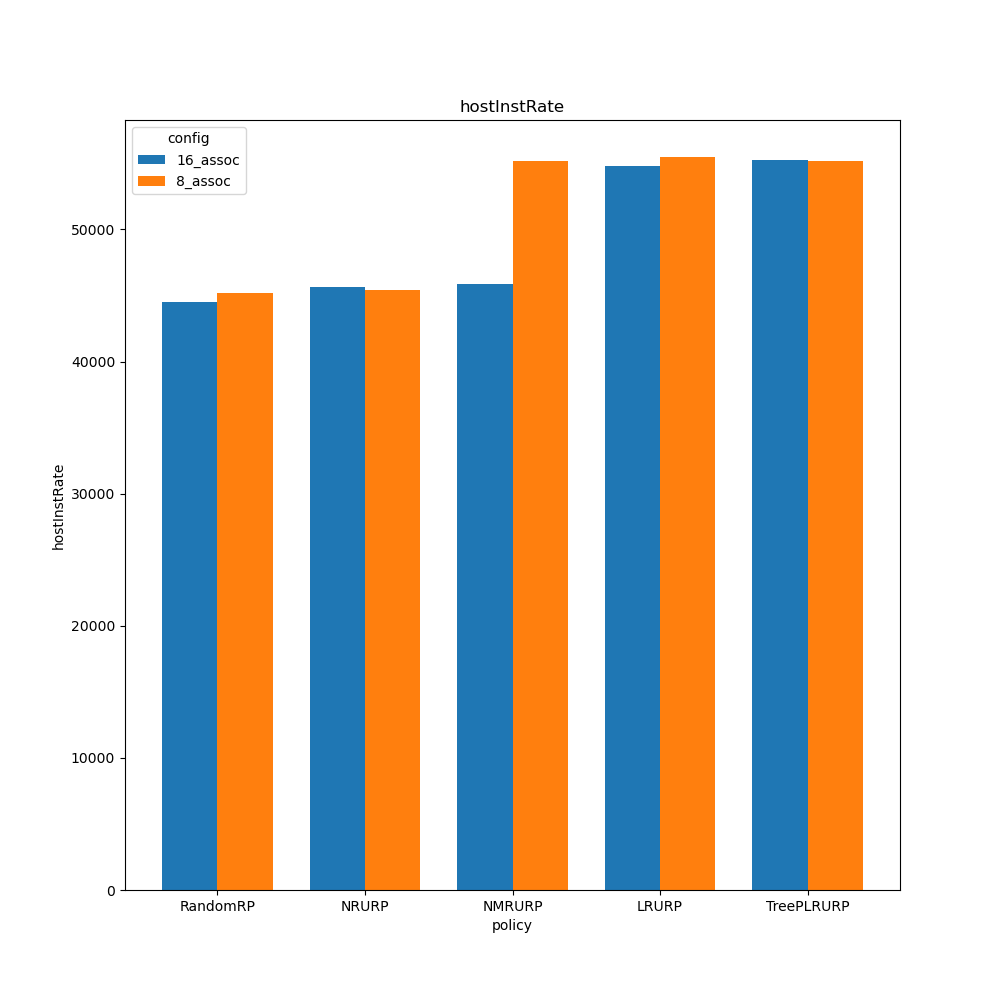 hostInstRate
config
16_assoc
8_assoc
hostInstRate
50000
40000
30000
20000
10000
0
RandomRP NRURP NMRURP LRURP TreePLRURP
policy